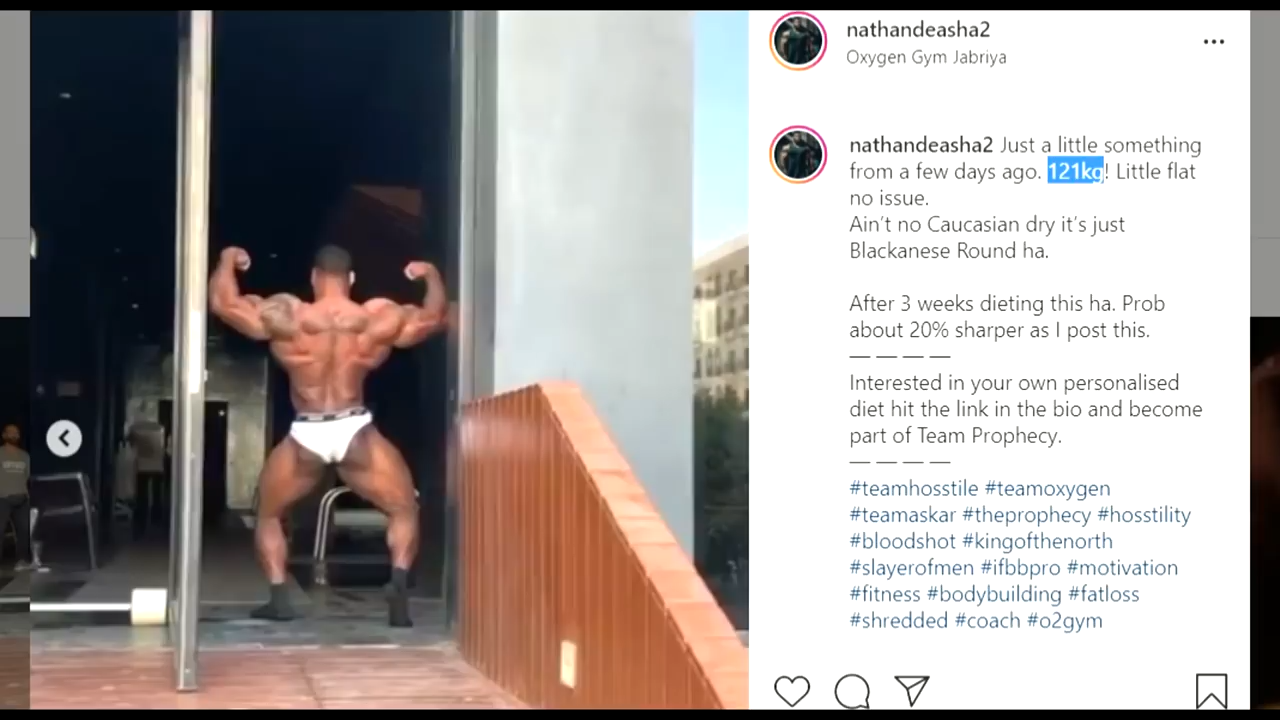 nathandeasha2
Oxygen Gym Jabriya
nathandeasha2 Just a little something
from a few days ago. 121kg! Little flat
no issue.
Ain't no Caucasian dry it's just
Blackanese Round ha.
After 3 weeks dieting this ha. Prob
about 20% sharper as I post this.
— — — —
Interested in your own personalised
diet hit the link in the bio and become
part of Team Prophecy.
— — — —
#teamhosstile #teamoxygen
#teamaskar #theprophecy #hosstility
#bloodshot #kingofthenorth
#slayerofmen #ifbbpro #motivation
#fitness #bodybuilding #fatloss
#shredded #coach #o2gym